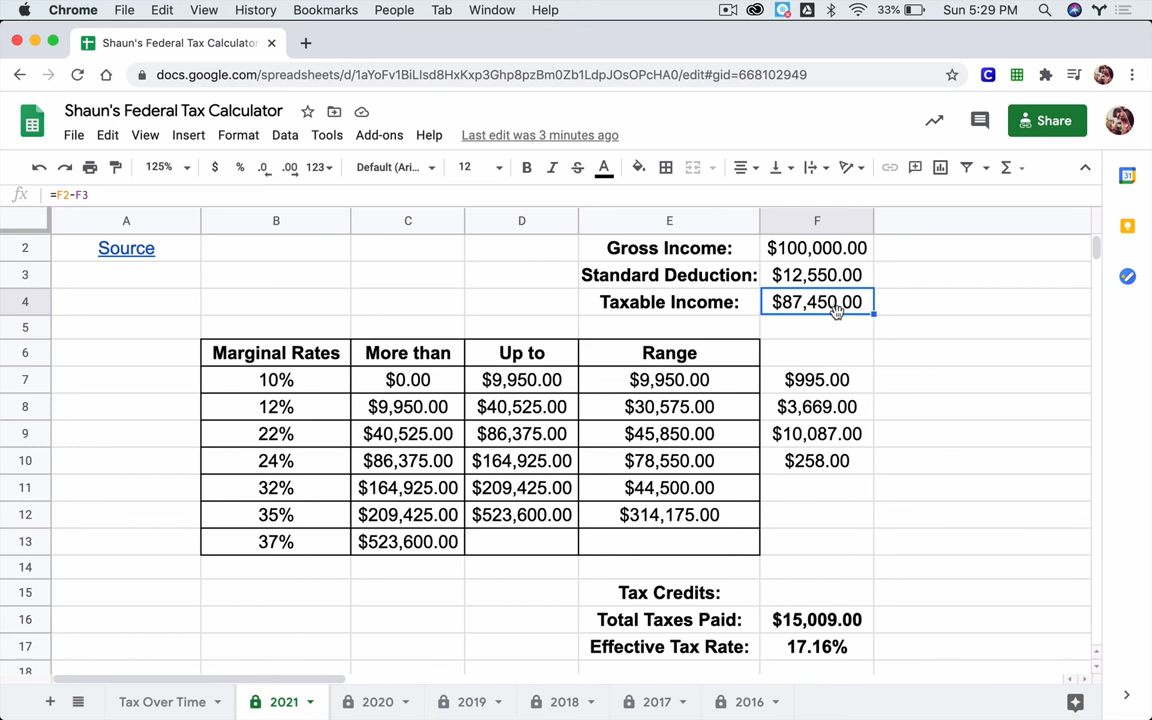 Chrome File Edit View History Bookmarks People Tab Window Help 33% Sun 5:29 PM
Shaun's Federal Tax Calculator
docs.google.com/spreadsheets/d/1aYoFv1BiLlsd8HxKxp3Ghp8pzBm0Zb1LdpJOsOPcHA0/edit#gid=668102949
Shaun's Federal Tax Calculator
File Edit View Insert Format Data Tools Add-ons Help Last edit was 3 minutes ago Share
125% $ % .0 .00 123 Default (Ari... 12 B I S A
fx =F2-F3
A B C D E F
2 Source Gross Income: $100,000.00
3 Standard Deduction: $12,550.00
4 Taxable Income: $87,450.00
5
6 Marginal Rates More than Up to Range
7 10% $0.00 $9,950.00 $9,950.00 $995.00
8 12% $9,950.00 $40,525.00 $30,575.00 $3,669.00
9 22% $40,525.00 $86,375.00 $45,850.00 $10,087.00
10 24% $86,375.00 $164,925.00 $78,550.00 $258.00
11 32% $164,925.00 $209,425.00 $44,500.00
12 35% $209,425.00 $523,600.00 $314,175.00
13 37% $523,600.00
14
15 Tax Credits:
16 Total Taxes Paid: $15,009.00
17 Effective Tax Rate: 17.16%
18
Tax Over Time 2021 2020 2019 2018 2017 2016